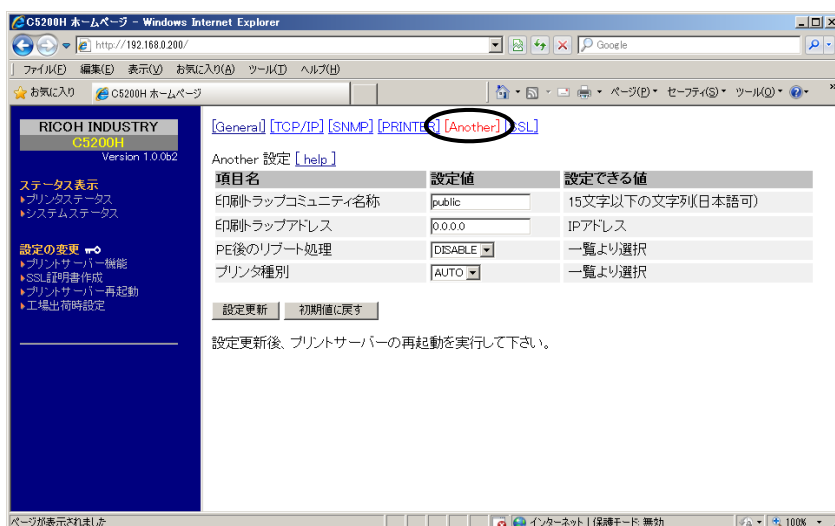 C5200H ホームページ - Windows Internet Explorer
http://192.168.0.200/
Google
ファイル(F) 編集(E) 表示(V) お気に入り(A) ツール(T) ヘルプ(H)
お気に入り C5200H ホームページ
ページ(P) セーフティ(S) ツール(O)
RICOH INDUSTRY
C5200H
Version 1.0.0b2
ステータス表示
プリンタステータス
システムステータス
設定の変更
プリントサーバー機能
SSL証明書作成
プリントサーバー再起動
工場出荷時設定
[General] [TCP/IP] [SNMP] [PRINTER] [Another] [SSL]
Another 設定 [ help ]
項目名 設定値 設定できる値
印刷トラップコミュニティ名称 public 15文字以下の文字列(日本語可)
印刷トラップアドレス 0.0.0.0 IPアドレス
PE後のリブート処理 DISABLE 一覧より選択
プリンタ種別 AUTO 一覧より選択
設定更新 初期値に戻す
設定更新後、プリントサーバーの再起動を実行して下さい。
ページが表示されました インターネット | 保護モード: 無効 100%